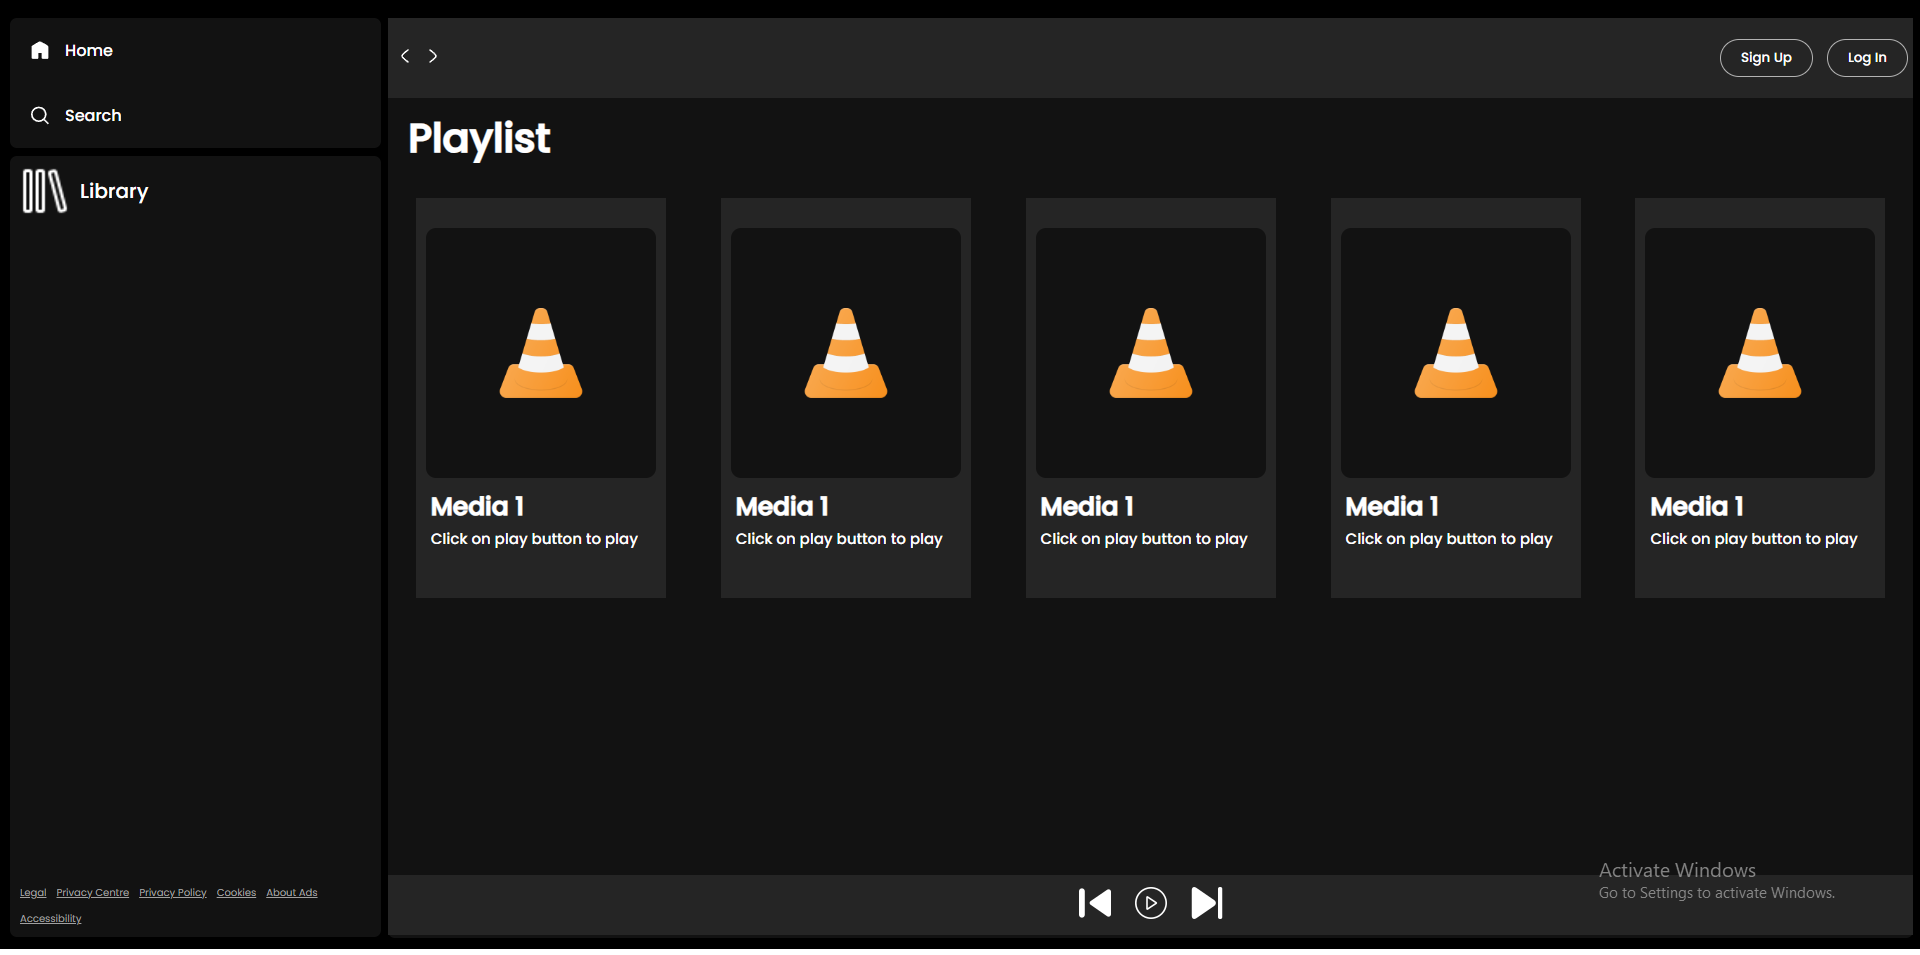 Home
Search
Library
Legal Privacy Centre Privacy Policy Cookies About Ads
Accessibility
Sign Up Log In
Playlist
Media 1
Click on play button to play
Media 1
Click on play button to play
Media 1
Click on play button to play
Media 1
Click on play button to play
Media 1
Click on play button to play
Activate Windows
Go to Settings to activate Windows.